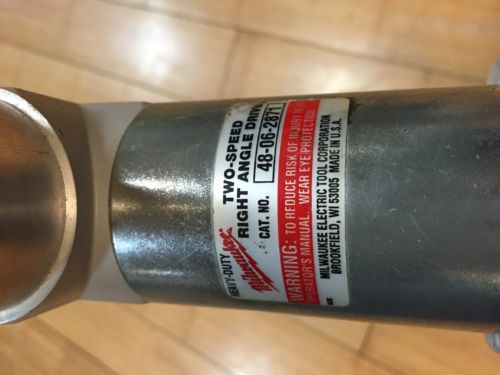 HEAVY-DUTY
Milwaukee
TWO-SPEED
RIGHT ANGLE DRIVE
CAT. NO. 48-06-2871
WARNING: TO REDUCE RISK OF INJURY READ
OPERATOR'S MANUAL. WEAR EYE PROTECTION.
MILWAUKEE ELECTRIC TOOL CORPORATION
BROOKFIELD, WI 53005 MADE IN U.S.A.